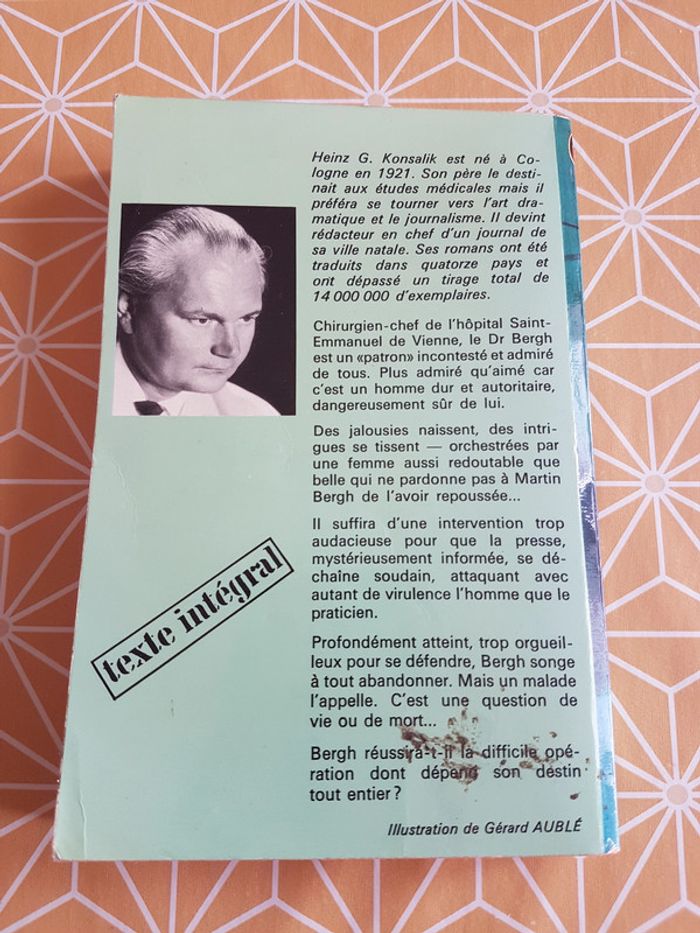 Heinz G. Konsalik est né à Co-
logne en 1921. Son père le desti-
nait aux études médicales mais il
préféra se tourner vers l'art dra-
matique et le journalisme. Il devint
rédacteur en chef d'un journal de
sa ville natale. Ses romans ont été
traduits dans quatorze pays et
ont dépassé un tirage total de
14 000 000 d'exemplaires.
Chirurgien-chef de l'hôpital Saint-
Emmanuel de Vienne, le Dr Bergh
est un «patron» incontesté et admiré
de tous. Plus admiré qu'aimé car
c'est un homme dur et autoritaire,
dangereusement sûr de lui.
Des jalousies naissent, des intri-
gues se tissent — orchestrées par
une femme aussi redoutable que
belle qui ne pardonne pas à Martin
Bergh de l'avoir repoussée...
Il suffira d'une intervention trop
audacieuse pour que la presse,
mystérieusement informée, se dé-
chaîne soudain, attaquant avec
autant de virulence l'homme que le
praticien.
Profondément atteint, trop orgueil-
leux pour se défendre, Bergh songe
à tout abandonner. Mais un malade
l'appelle. C'est une question de
vie ou de mort...
Bergh réussira-t-il la difficile opé-
ration dont dépend son destin
tout entier ?
Illustration de Gérard AUBLÉ
texte intégral